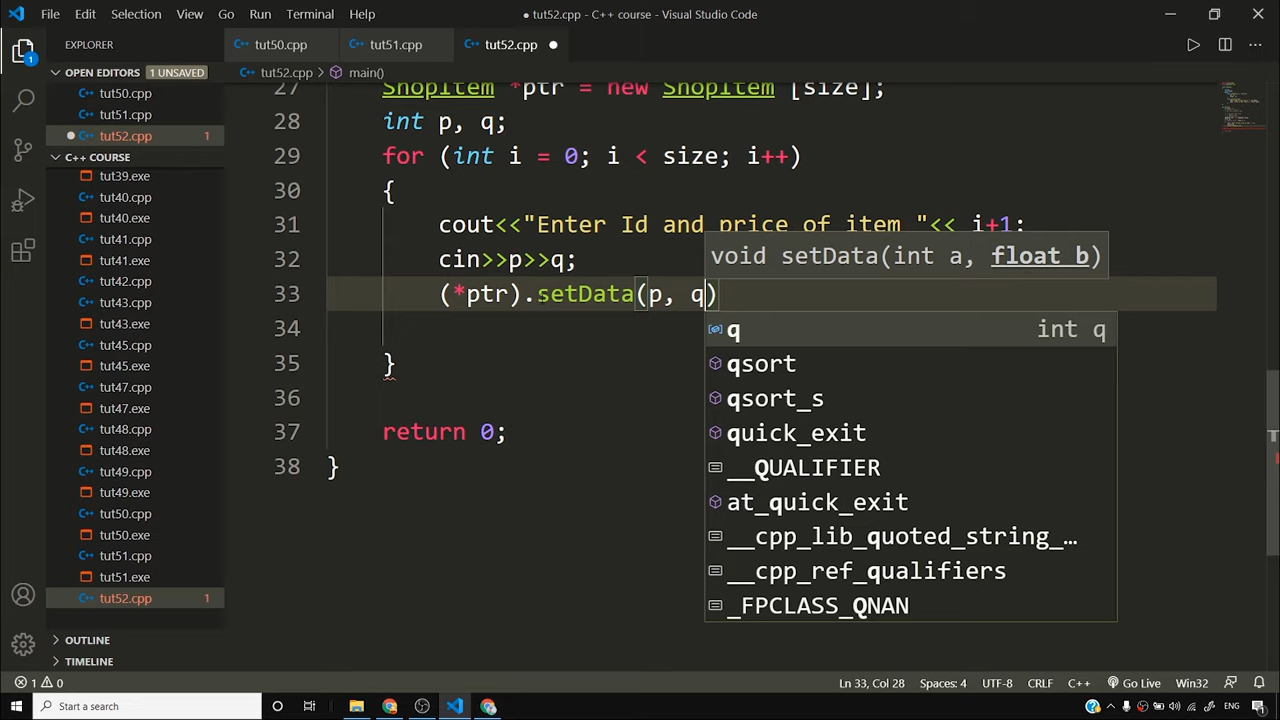 File Edit Selection View Go Run Terminal Help
● tut52.cpp - C++ course - Visual Studio Code
EXPLORER
tut50.cpp
tut51.cpp
tut52.cpp ●
OPEN EDITORS 1 UNSAVED
tut50.cpp
tut51.cpp
● tut52.cpp 1
C++ COURSE
tut39.exe
tut40.cpp
tut40.exe
tut41.cpp
tut41.exe
tut42.cpp
tut43.cpp
tut43.exe
tut45.cpp
tut45.exe
tut47.cpp
tut47.exe
tut48.cpp
tut48.exe
tut49.cpp
tut49.exe
tut50.cpp
tut50.exe
tut51.cpp
tut51.exe
tut52.cpp 1
OUTLINE
TIMELINE
tut52.cpp > main()
27 ShopItem *ptr = new ShopItem [size];
28 int p, q;
29 for (int i = 0; i < size; i++)
30 {
31 cout<<"Enter Id and price of item "<< i+1;
32 cin>>p>>q;
void setData(int a, float b)
33 (*ptr).setData(p, q)
34
35 }
36
37 return 0;
38 }
q int q
qsort
qsort_s
quick_exit
__QUALIFIER
at_quick_exit
__cpp_lib_quoted_string_…
__cpp_ref_qualifiers
_FPCLASS_QNAN
1 0
Ln 33, Col 28 Spaces: 4 UTF-8 CRLF C++ Go Live Win32
Start a search
ENG
1